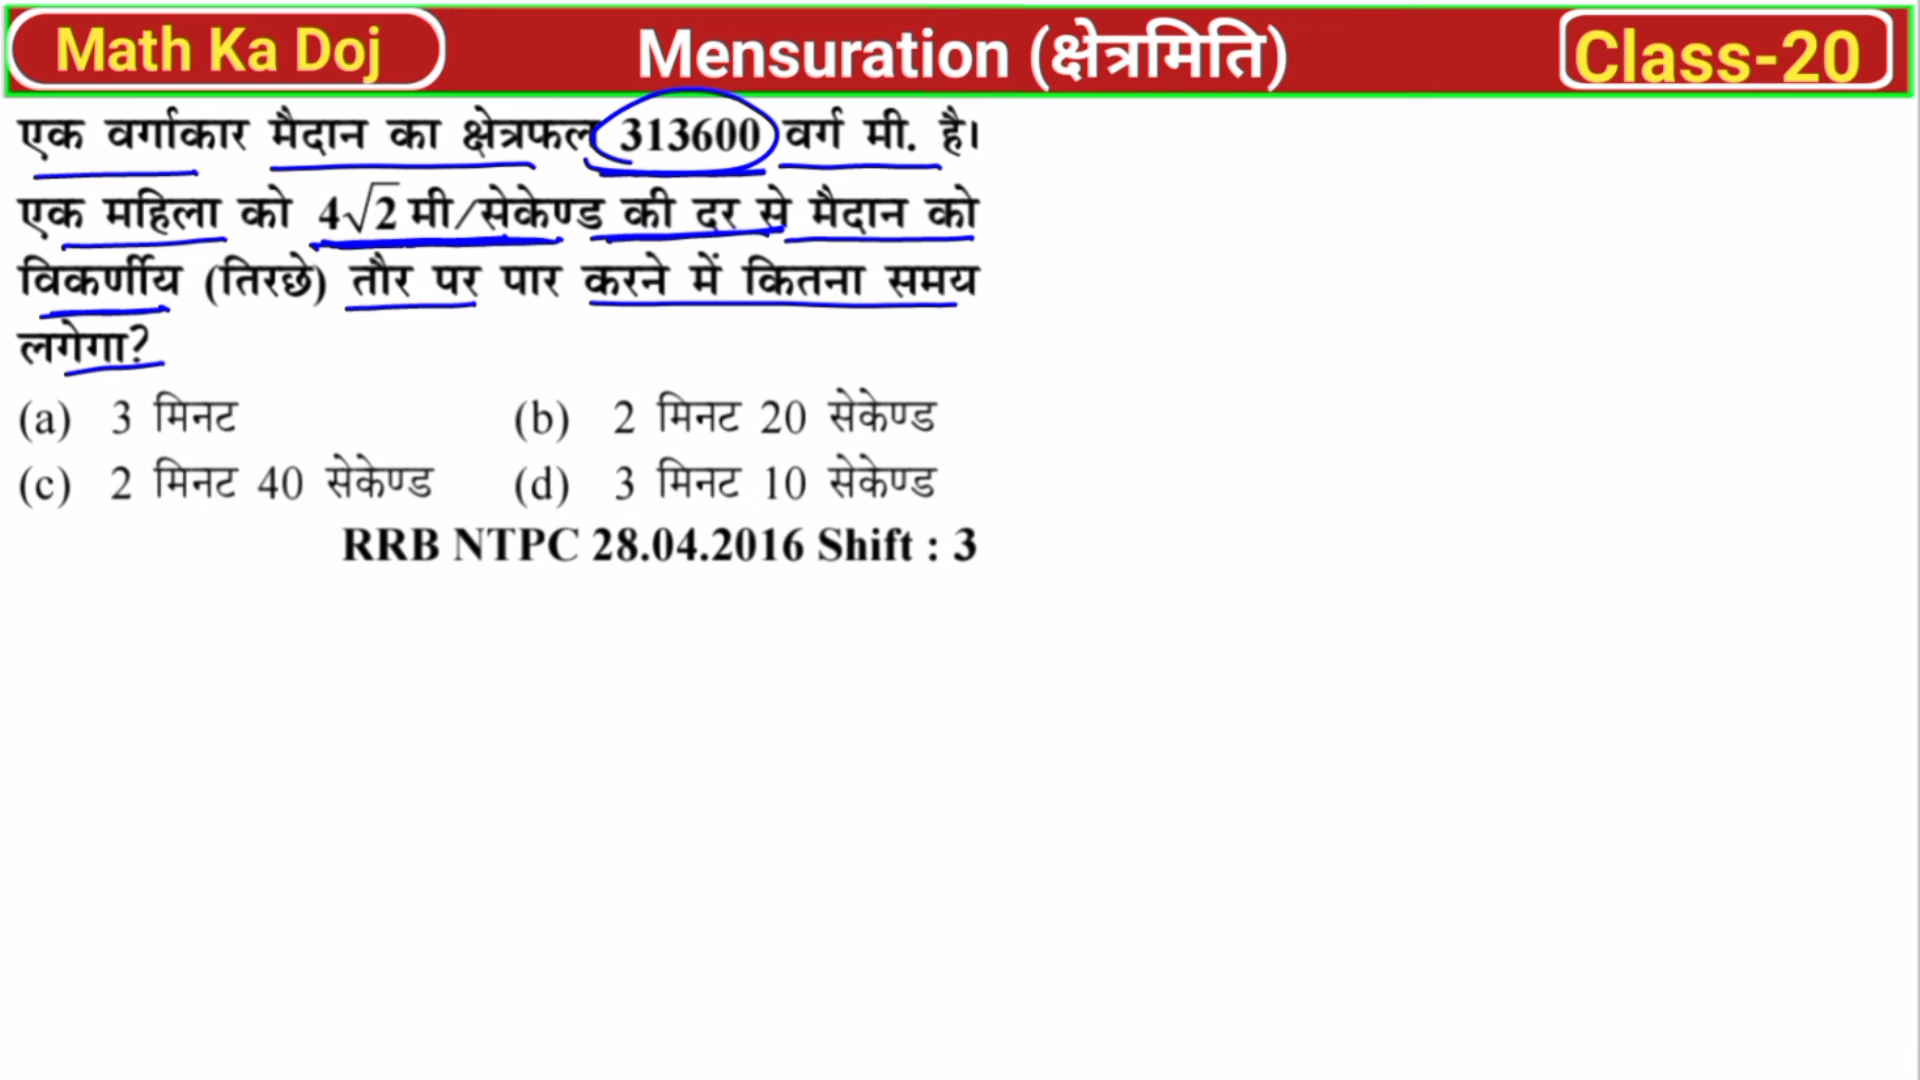 Math Ka Doj
Mensuration (क्षेत्रमिति)
Class-20
एक वर्गाकार मैदान का क्षेत्रफल 313600 वर्ग मी. है।
एक महिला को 4√2 मी/सेकेण्ड की दर से मैदान को
विकर्णीय (तिरछे) तौर पर पार करने में कितना समय
लगेगा?
(a) 3 मिनट (b) 2 मिनट 20 सेकेण्ड
(c) 2 मिनट 40 सेकेण्ड (d) 3 मिनट 10 सेकेण्ड
RRB NTPC 28.04.2016 Shift : 3